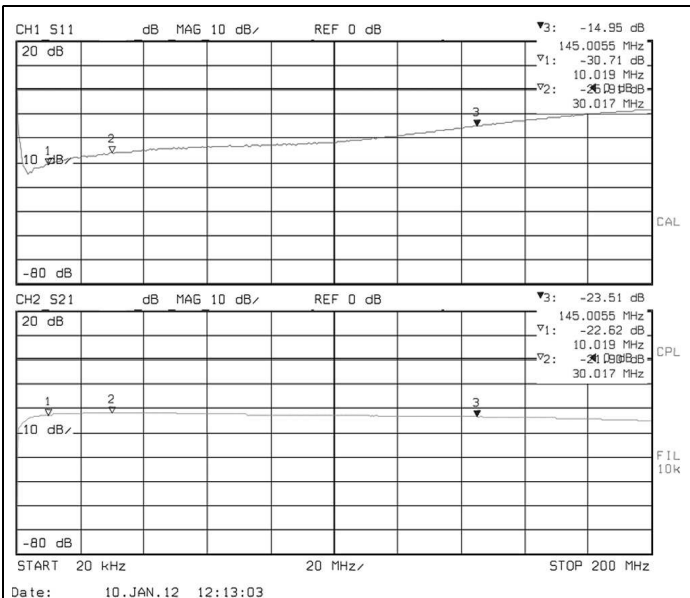 CH1 S11 dB MAG 10 dB/ REF 0 dB
▼3: -14.95 dB
145.0055 MHz
▽1: -30.71 dB
10.019 MHz
▽2: dB
30.017 MHz
20 dB
1
2
3
10 dB/
-80 dB
CAL
CH2 S21 dB MAG 10 dB/ REF 0 dB
▼3: -23.51 dB
145.0055 MHz
▽1: -22.62 dB
10.019 MHz
▽2: dB
30.017 MHz
20 dB
CPL
1
2
3
10 dB/
FIL
10k
-80 dB
START 20 kHz 20 MHz/ STOP 200 MHz
Date: 10.JAN.12 12:13:03